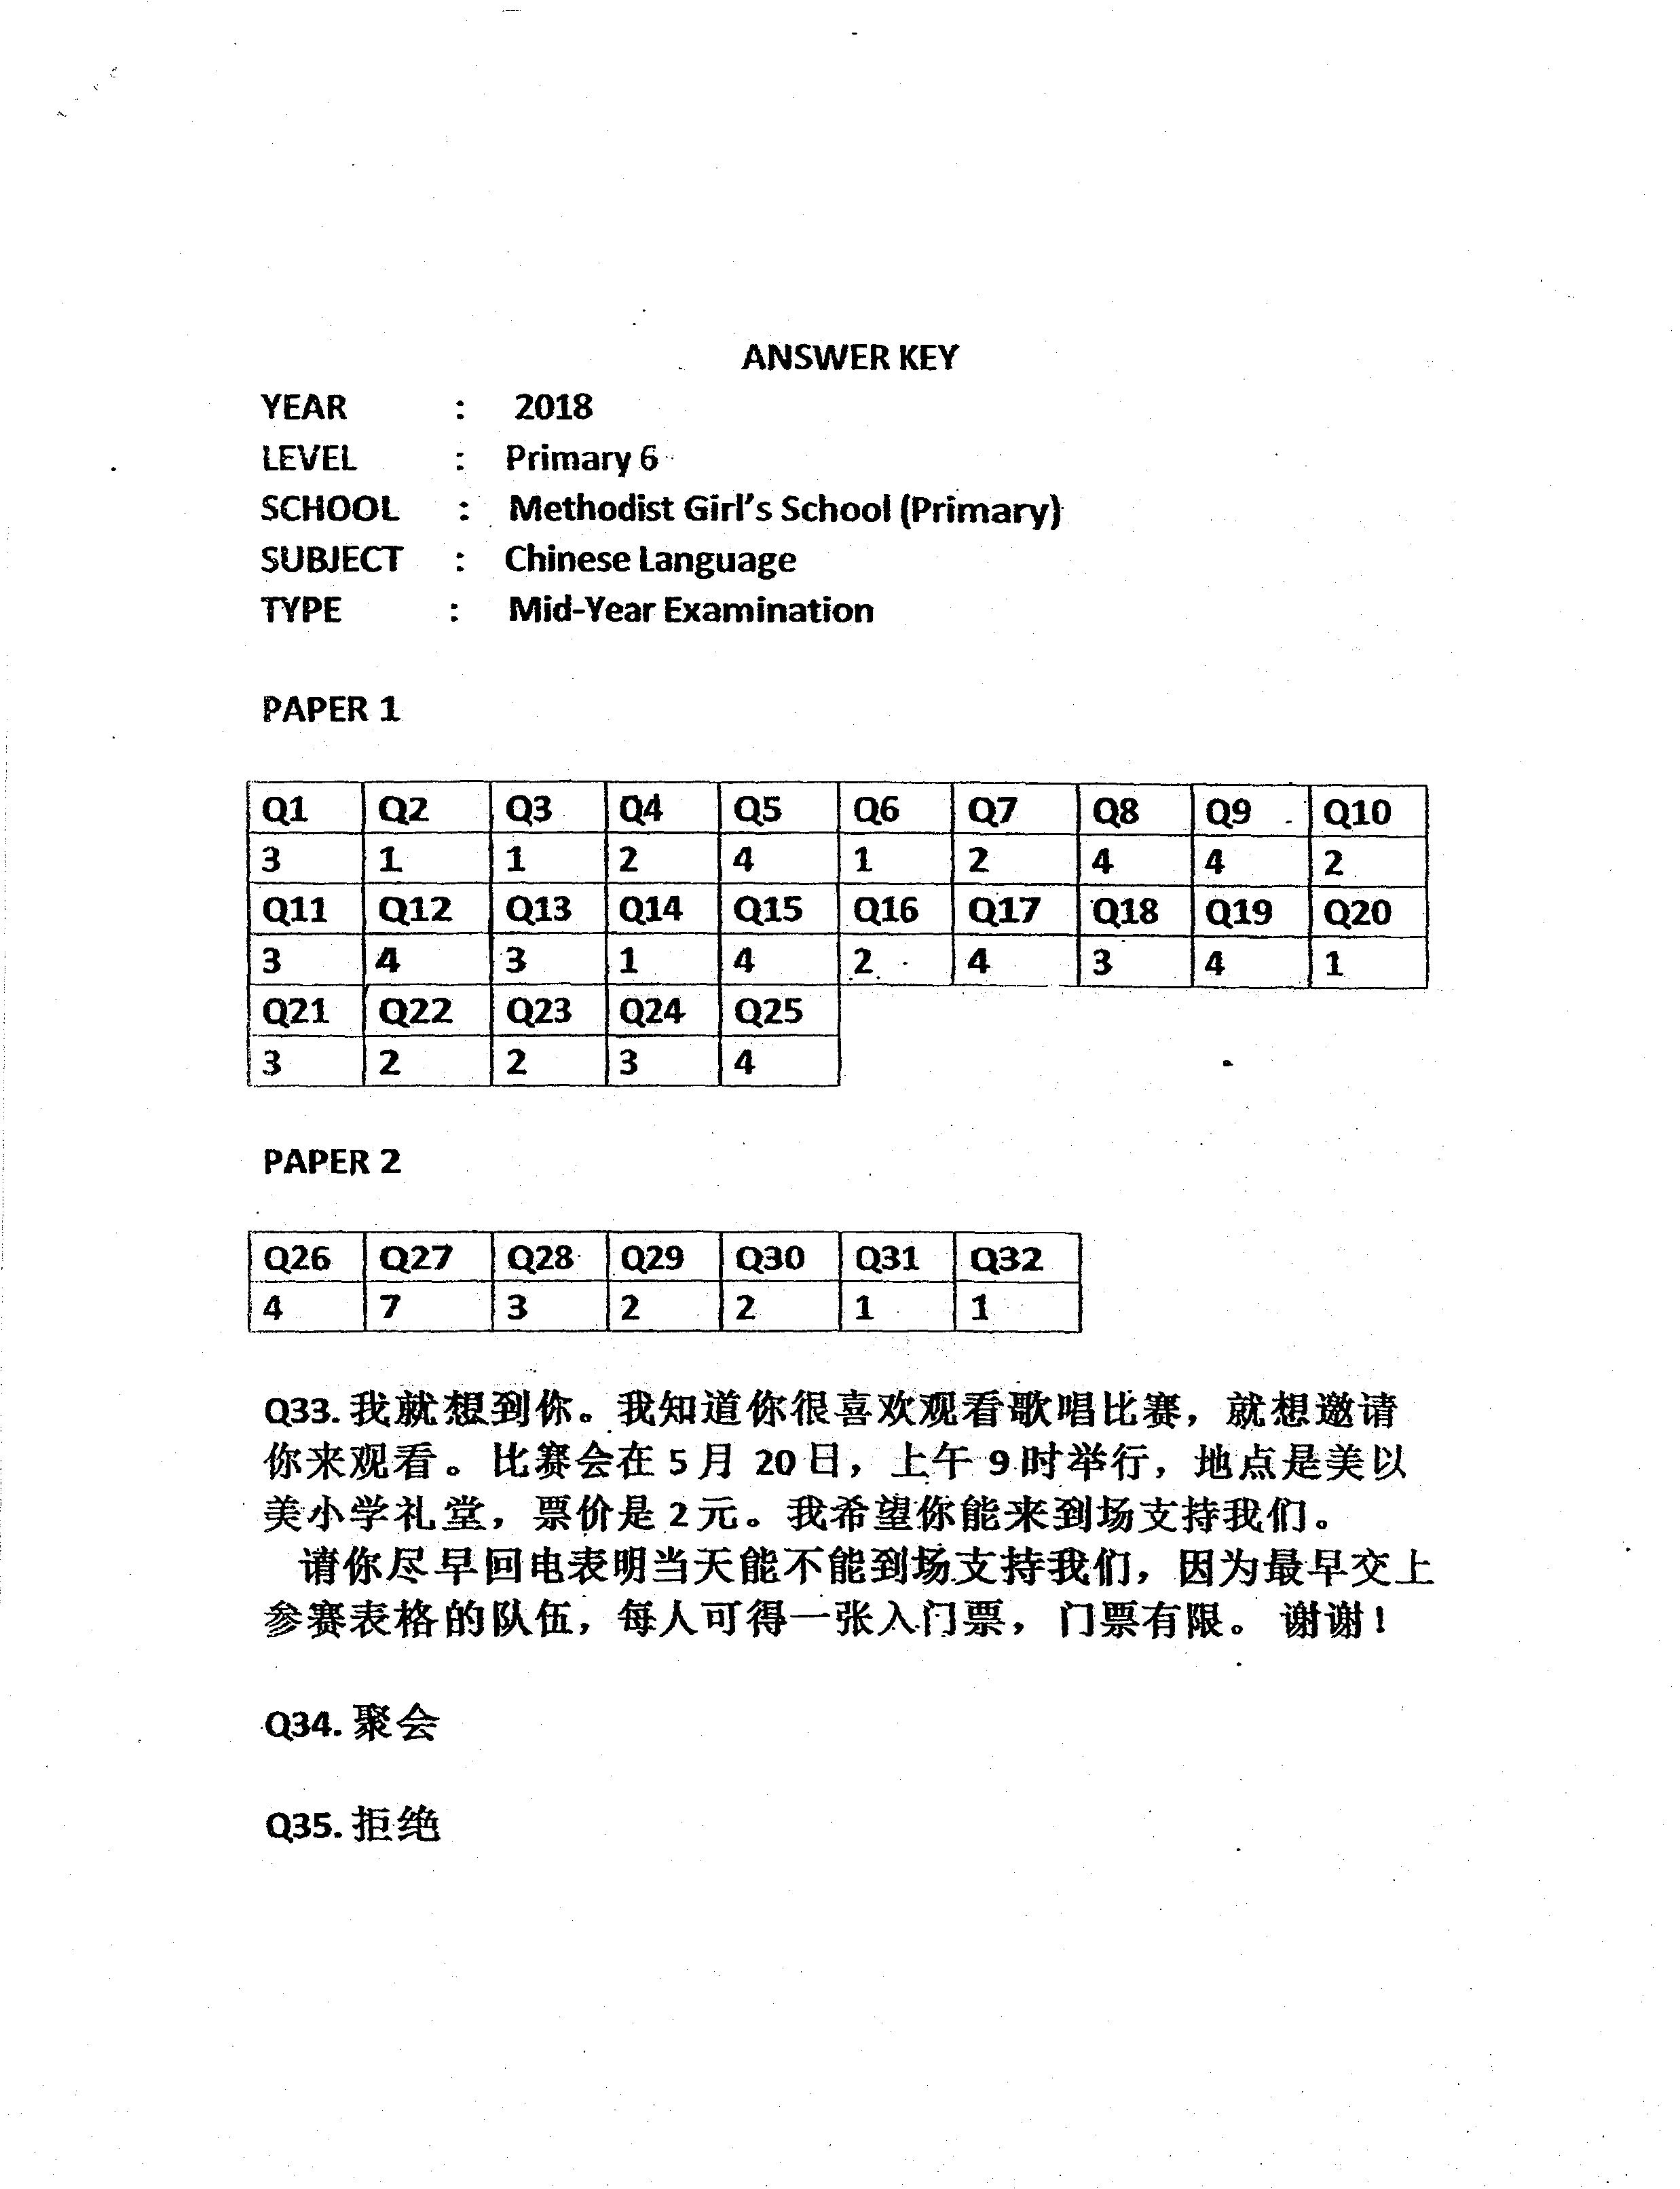 ANSWER KEY
YEAR : 2018
LEVEL : Primary 6
SCHOOL : Methodist Girl's School (Primary)
SUBJECT : Chinese Language
TYPE : Mid-Year Examination
PAPER 1
Q1 Q2 Q3 Q4 Q5 Q6 Q7 Q8 Q9 Q10
3 1 1 2 4 1 2 4 4 2
Q11 Q12 Q13 Q14 Q15 Q16 Q17 Q18 Q19 Q20
3 4 3 1 4 2 4 3 4 1
Q21 Q22 Q23 Q24 Q25
3 2 2 3 4
PAPER 2
Q26 Q27 Q28 Q29 Q30 Q31 Q32
4 7 3 2 2 1 1
Q33. 我就想到你。我知道你很喜欢观看歌唱比赛，就想邀请
你来观看。比赛会在 5 月 20 日，上午 9 时举行，地点是美以
美小学礼堂，票价是 2 元。我希望你能来到场支持我们。
请你尽早回电表明当天能不能到场支持我们，因为最早交上
参赛表格的队伍，每人可得一张入门票，门票有限。谢谢！
Q34. 聚会
Q35. 拒绝